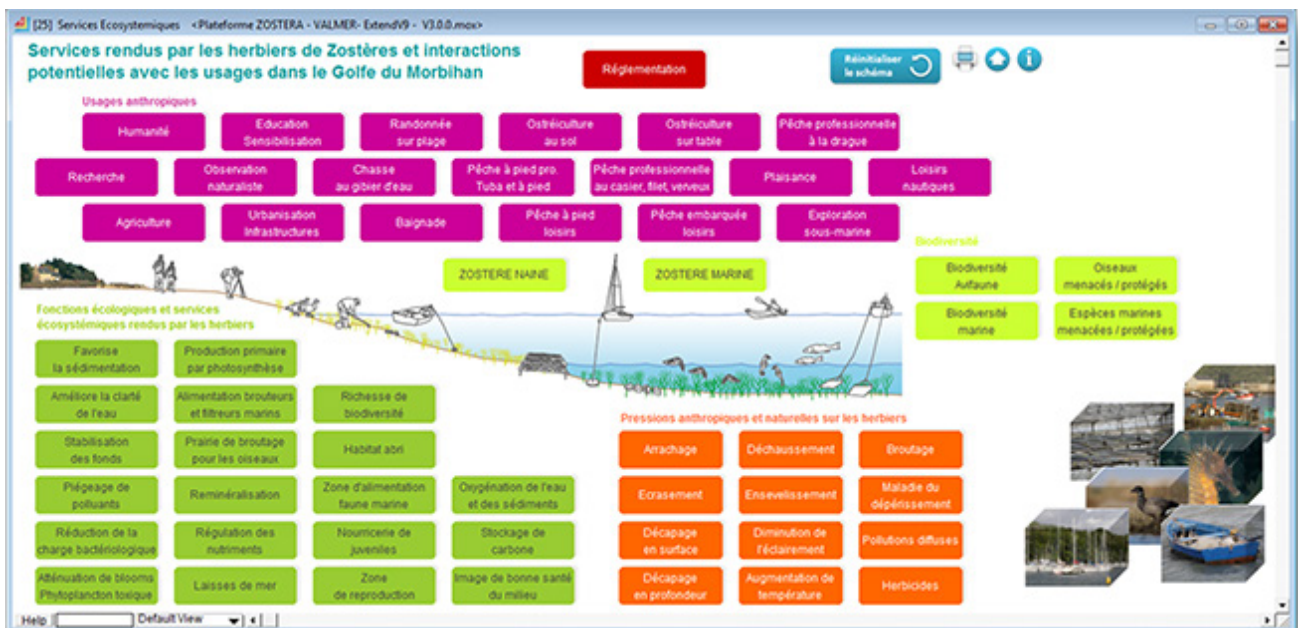 [25] Services Ecosystemiques <Plateforme ZOSTERA - VALMER- ExtendV9 - V3.0.0.mox>
Services rendus par les herbiers de Zostères et interactions
potentielles avec les usages dans le Golfe du Morbihan
Réglementation
Réinitialiser
le schéma
Usages anthropiques
Humanité
Education
Sensibilisation
Randonnée
sur plage
Ostréiculture
au sol
Ostréiculture
sur table
Pêche professionnelle
à la drague
Recherche
Observation
naturaliste
Chasse
au gibier d'eau
Pêche à pied pro.
Tuba et à pied
Pêche professionnelle
au casier, filet, verveux
Plaisance
Loisirs
nautiques
Agriculture
Urbanisation
Infrastructures
Baignade
Pêche à pied
loisirs
Pêche embarquée
loisirs
Exploration
sous-marine
Biodiversité
ZOSTERE NAINE
ZOSTERE MARINE
Biodiversité
Avifaune
Oiseaux
menacés / protégés
Biodiversité
marine
Espèces marines
menacées / protégées
Fonctions écologiques et services
écosystémiques rendus par les herbiers
Favorise
la sédimentation
Production primaire
par photosynthèse
Améliore la clarté
de l'eau
Alimentation brouteurs
et filtreurs marins
Richesse de
biodiversité
Stabilisation
des fonds
Prairie de broutage
pour les oiseaux
Habitat abri
Piégeage de
polluants
Reminéralisation
Zone d'alimentation
faune marine
Oxygénation de l'eau
et des sédiments
Réduction de la
charge bactériologique
Régulation des
nutriments
Nourricerie de
juveniles
Stockage de
carbone
Atténuation de blooms
Phytoplancton toxique
Laisses de mer
Zone
de reproduction
Image de bonne santé
du milieu
Pressions anthropiques et naturelles sur les herbiers
Arrachage
Déchaussement
Broutage
Ecrasement
Ensevelissement
Maladie du
dépérissement
Décapage
en surface
Diminution de
l'éclairement
Pollutions diffuses
Décapage
en profondeur
Augmentation de
température
Herbicides
Help
Default View